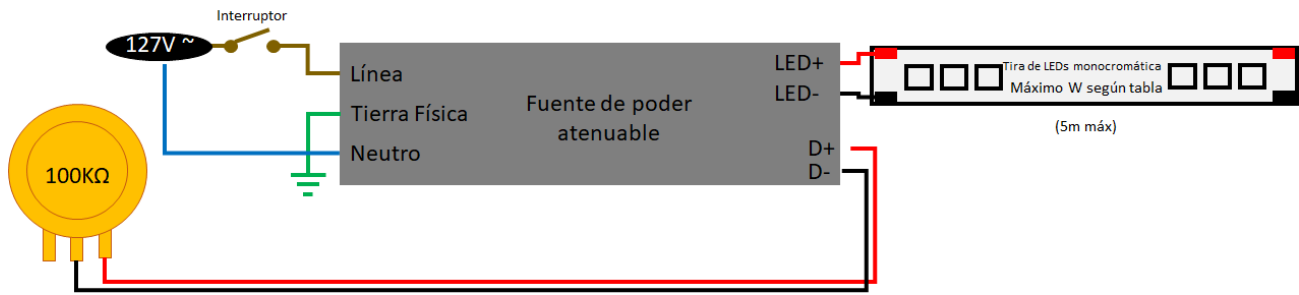 Interruptor
127V ~
Línea
Tierra Física
Neutro
Fuente de poder
atenuable
LED+
LED-
D+
D-
Tira de LEDs monocromática
Máximo W según tabla
(5m máx)
100KΩ